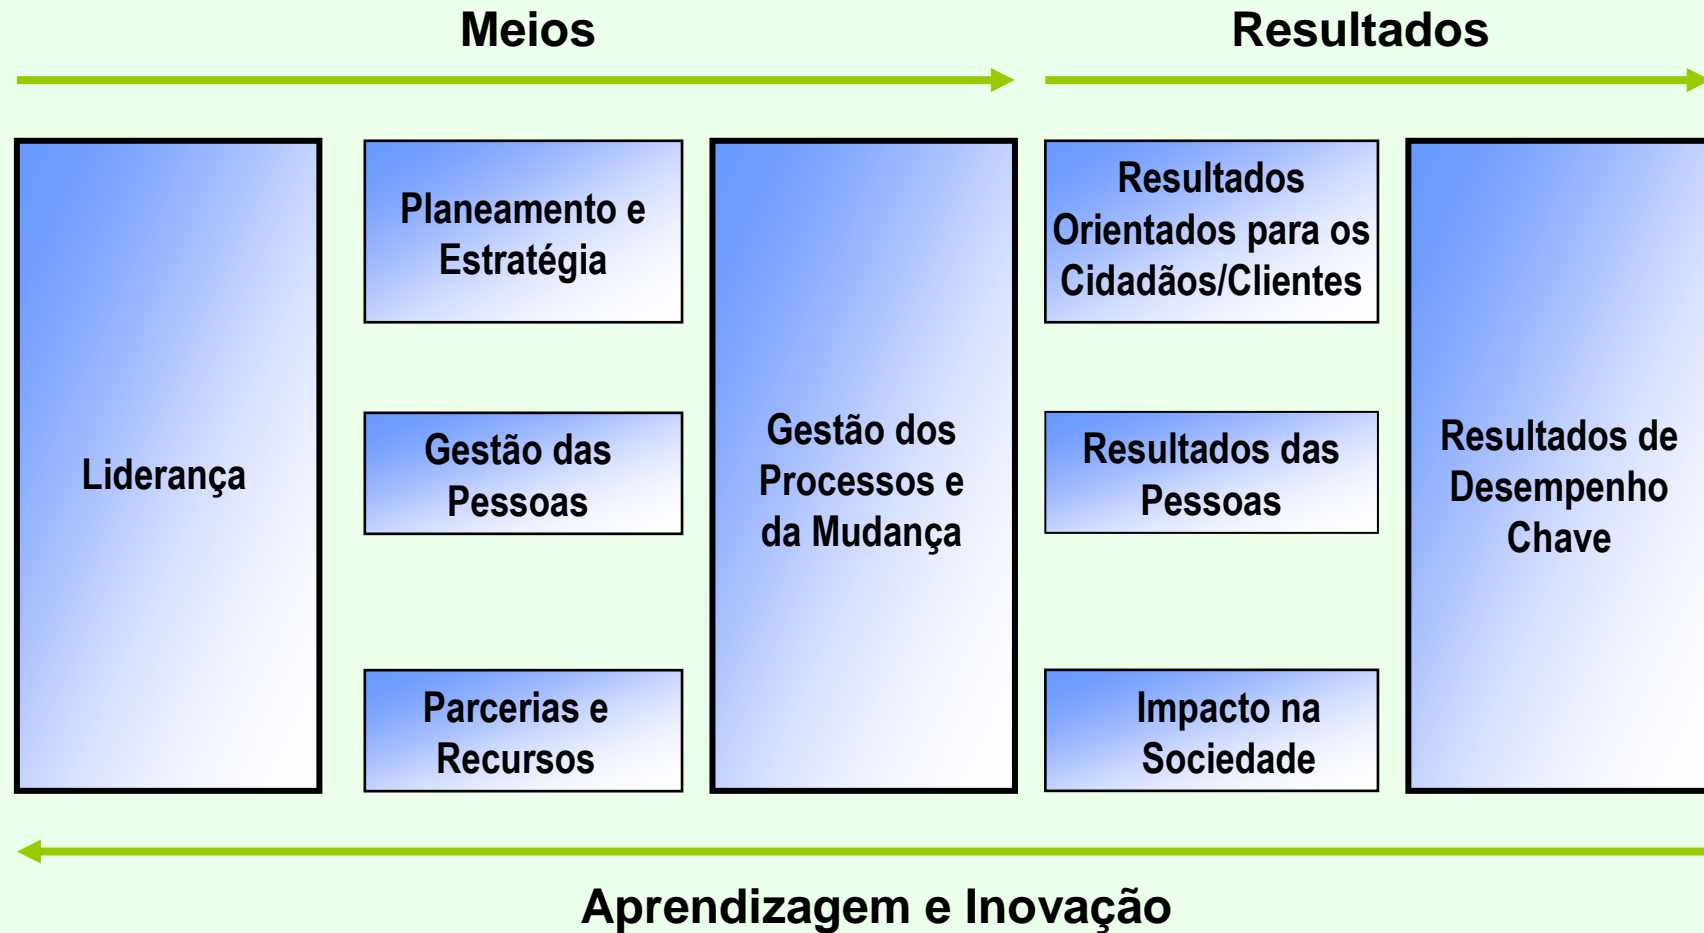 Meios
Resultados
Liderança
Planeamento e
Estratégia
Gestão das
Pessoas
Parcerias e
Recursos
Gestão dos
Processos e
da Mudança
Resultados
Orientados para os
Cidadãos/Clientes
Resultados das
Pessoas
Impacto na
Sociedade
Resultados de
Desempenho
Chave
Aprendizagem e Inovação